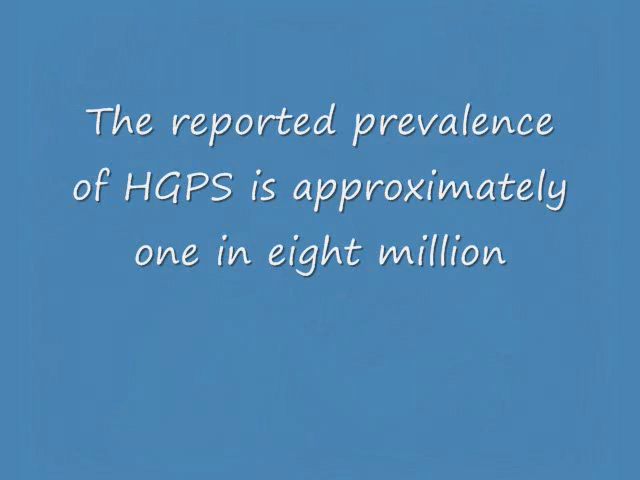 The reported prevalence
of HGPS is approximately
one in eight million